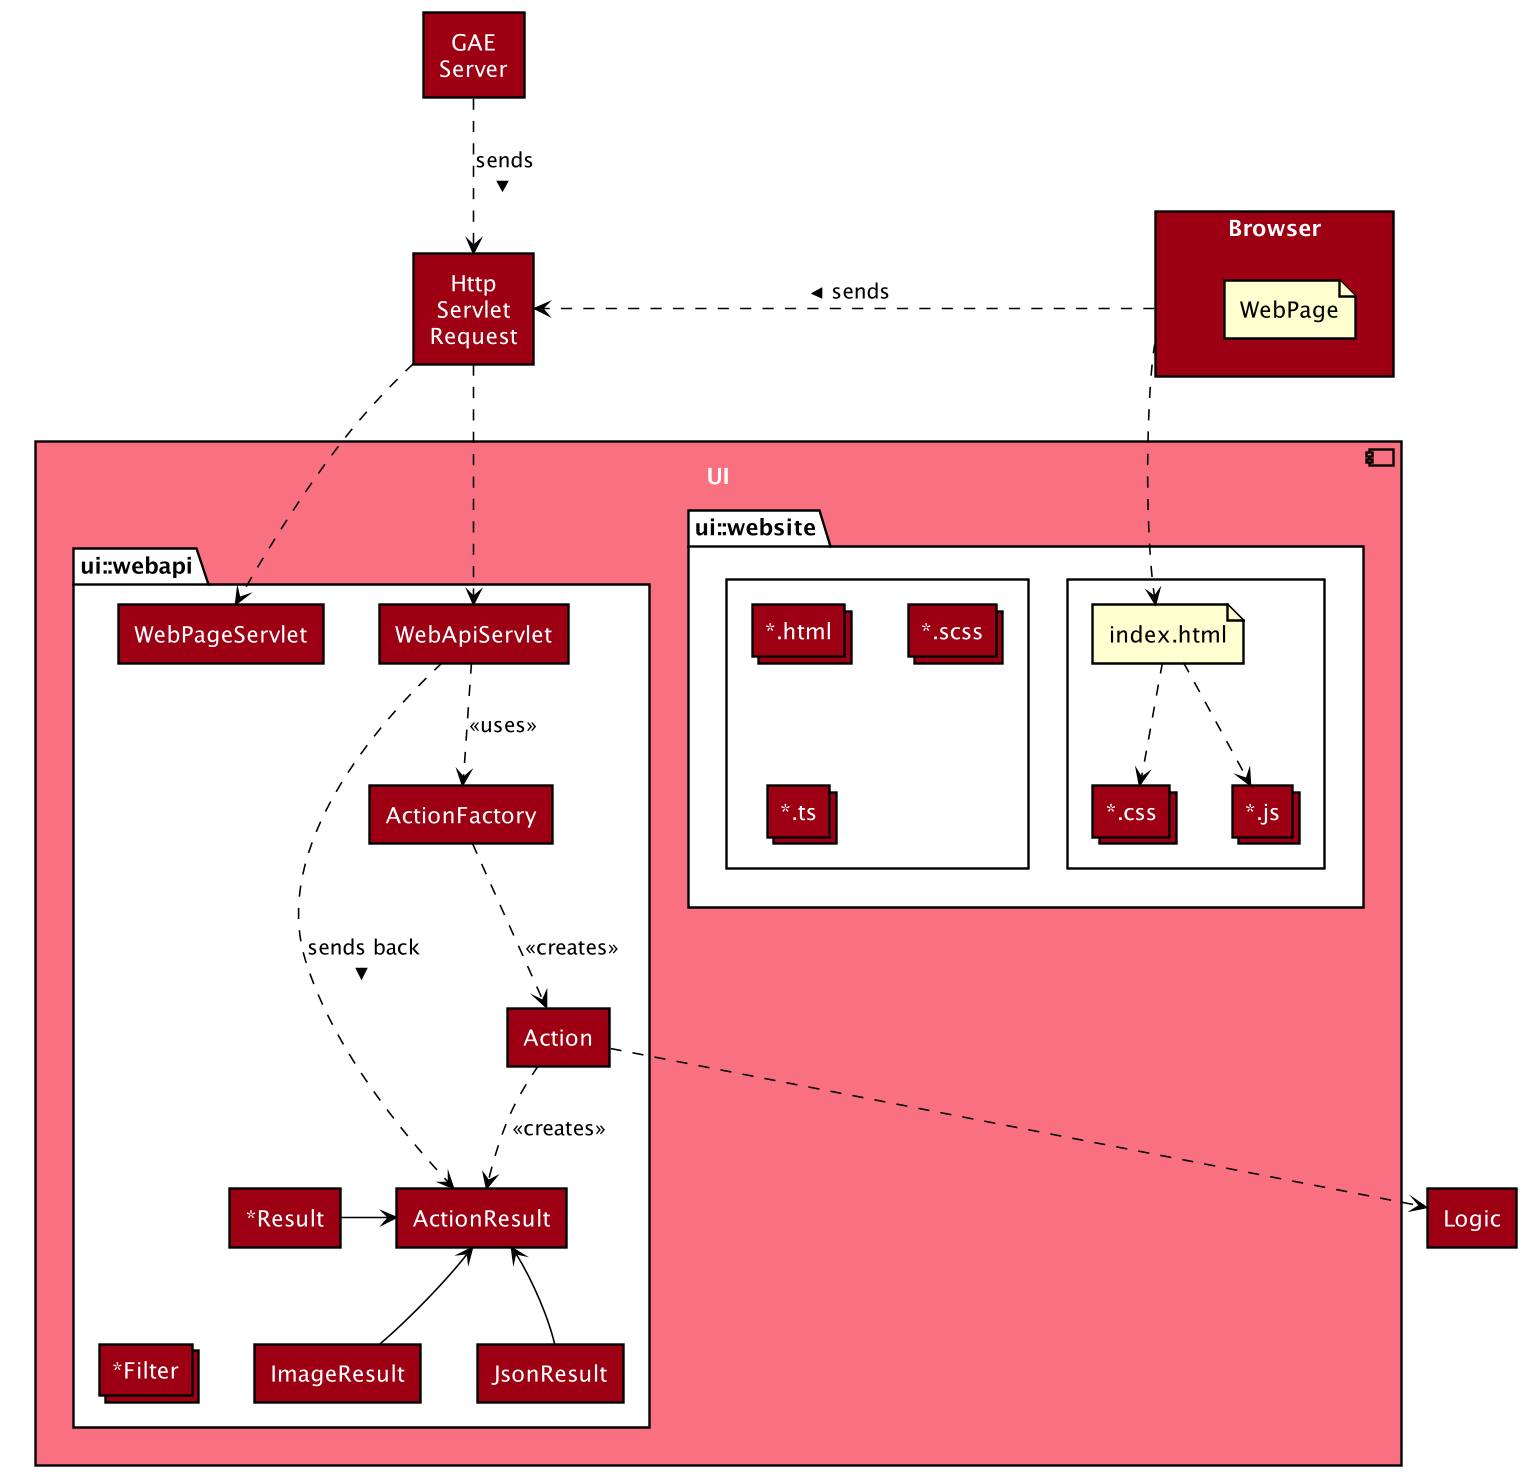 GAE
Server
sends
▼
Browser
Http
Servlet
Request
◄ sends
WebPage
UI
ui::website
ui::webapi
WebPageServlet
WebApiServlet
*.html
*.scss
index.html
«uses»
ActionFactory
*.ts
*.css
*.js
sends back
▼
«creates»
Action
«creates»
*Result
ActionResult
Logic
*Filter
ImageResult
JsonResult